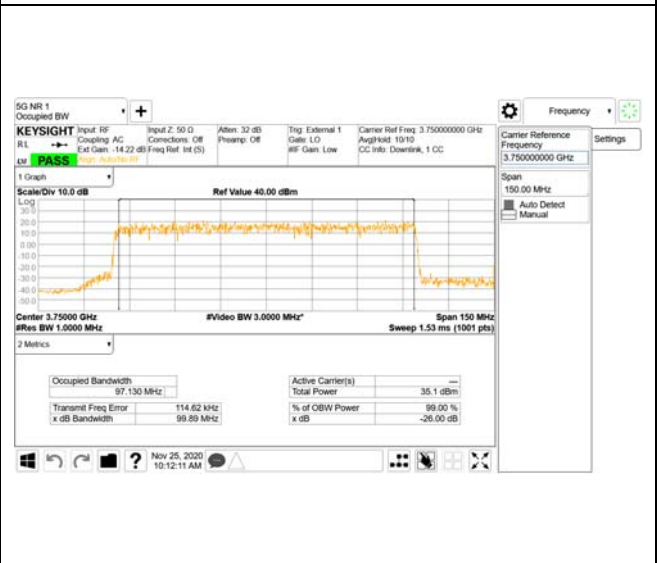 5G NR 1
Occupied BW
Frequency
KEYSIGHT
Input: RF
Input Z: 50 Ω
Atten: 32 dB
Trig: External 1
Carrier Ref Freq: 3.750000000 GHz
RL
Coupling: AC
Corrections: Off
Preamp: Off
Gate: LO
Avg|Hold: 10/10
Ext Gain: -14.22 dB
Freq Ref: Int (S)
#IF Gain: Low
CC Info: Downlink, 1 CC
PASS
Align: Auto/No RF
Carrier Reference
Frequency
3.750000000 GHz
Settings
Span
150.00 MHz
Auto Detect
Manual
1 Graph
Scale/Div 10.0 dB
Ref Value 40.00 dBm
Log
30.0
20.0
10.0
0.00
-10.0
-20.0
-30.0
-40.0
-50.0
Center 3.75000 GHz
#Video BW 3.0000 MHz*
Span 150 MHz
#Res BW 1.0000 MHz
Sweep 1.53 ms (1001 pts)
2 Metrics
Occupied Bandwidth
97.130 MHz
Active Carrier(s)
---
Total Power
35.1 dBm
Transmit Freq Error
114.62 kHz
% of OBW Power
99.00 %
x dB Bandwidth
99.89 MHz
x dB
-26.00 dB
?
Nov 25, 2020
10:12:11 AM